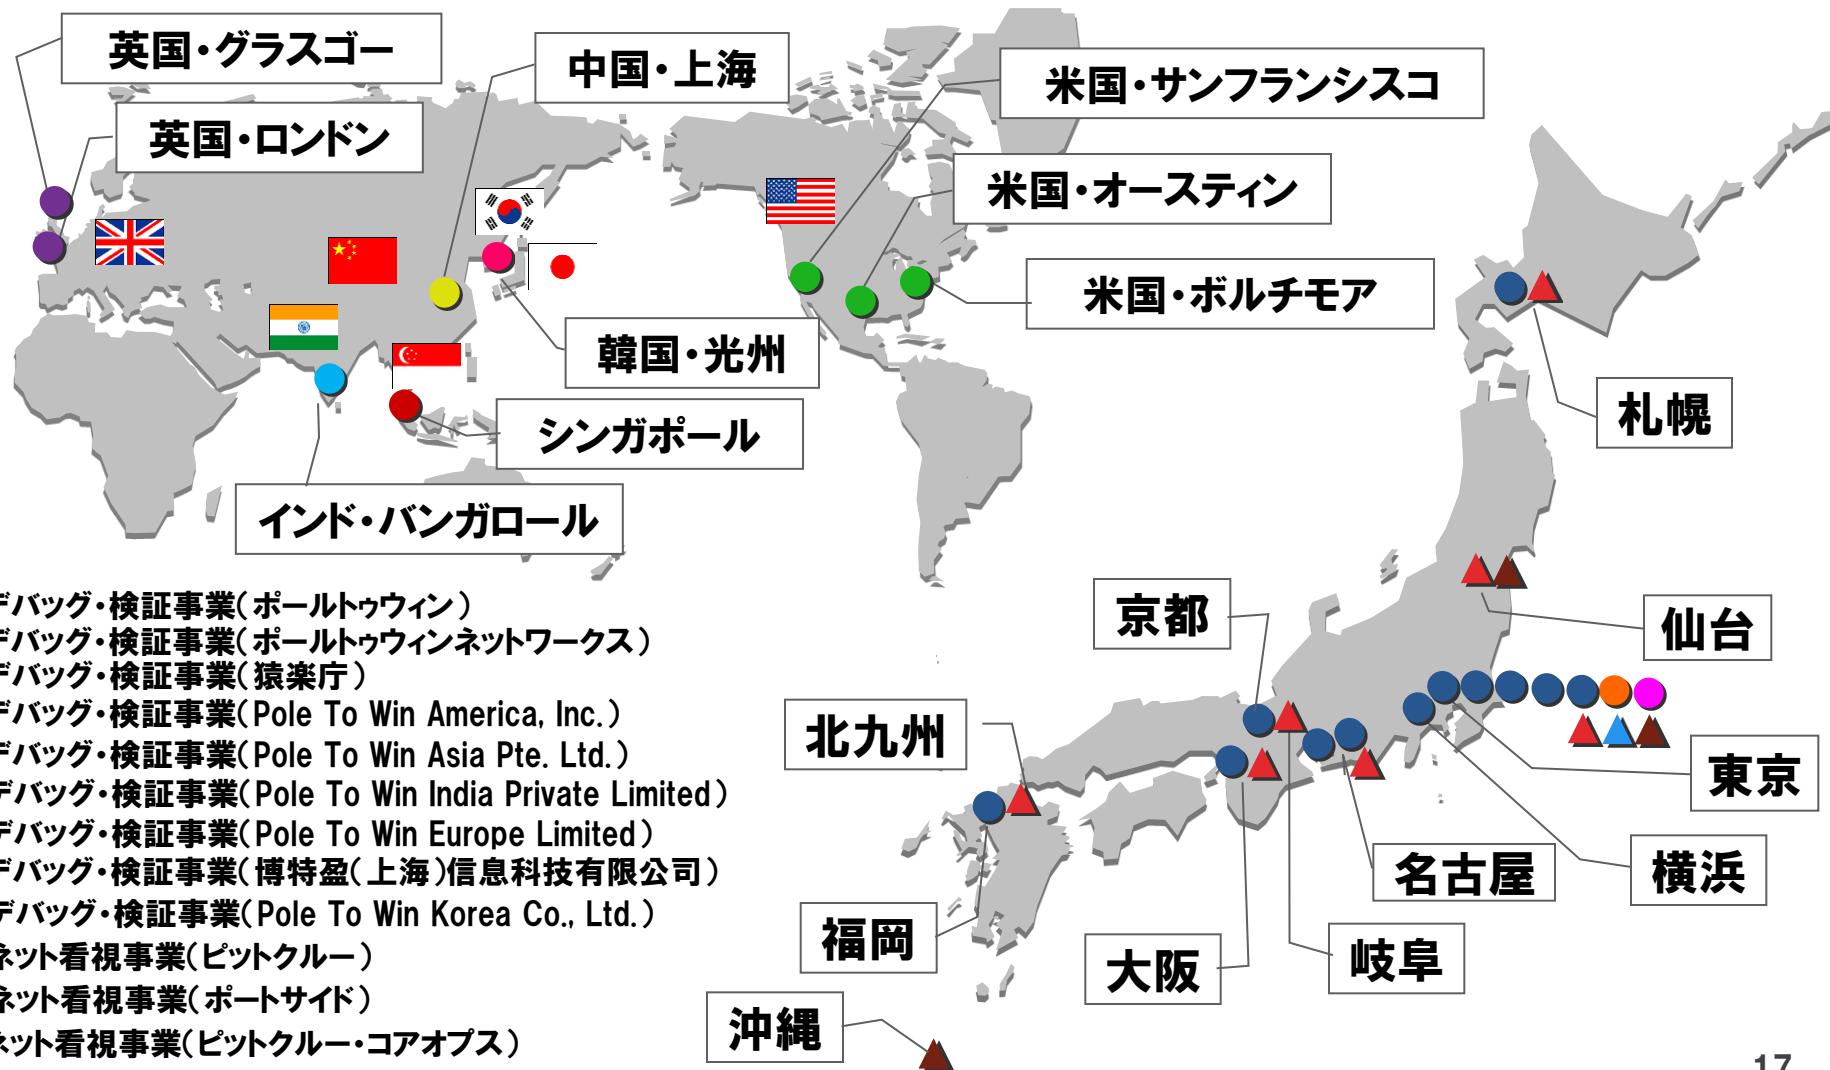 英国・グラスゴー
中国・上海
米国・サンフランシスコ
英国・ロンドン
米国・オースティン
米国・ボルチモア
韓国・光州
札幌
シンガポール
インド・バンガロール
デバッグ・検証事業(ポールトゥウィン)
デバッグ・検証事業(ポールトゥウィンネットワークス)
デバッグ・検証事業(猿楽庁)
デバッグ・検証事業(Pole To Win America, Inc.)
デバッグ・検証事業(Pole To Win Asia Pte. Ltd.)
デバッグ・検証事業(Pole To Win India Private Limited)
デバッグ・検証事業(Pole To Win Europe Limited)
デバッグ・検証事業(博特盈(上海)信息科技有限公司)
デバッグ・検証事業(Pole To Win Korea Co., Ltd.)
ネット看視事業(ピットクルー)
ネット看視事業(ポートサイド)
ネット看視事業(ピットクルー・コアオプス)
京都
仙台
北九州
東京
名古屋
横浜
福岡
大阪
岐阜
沖縄
17